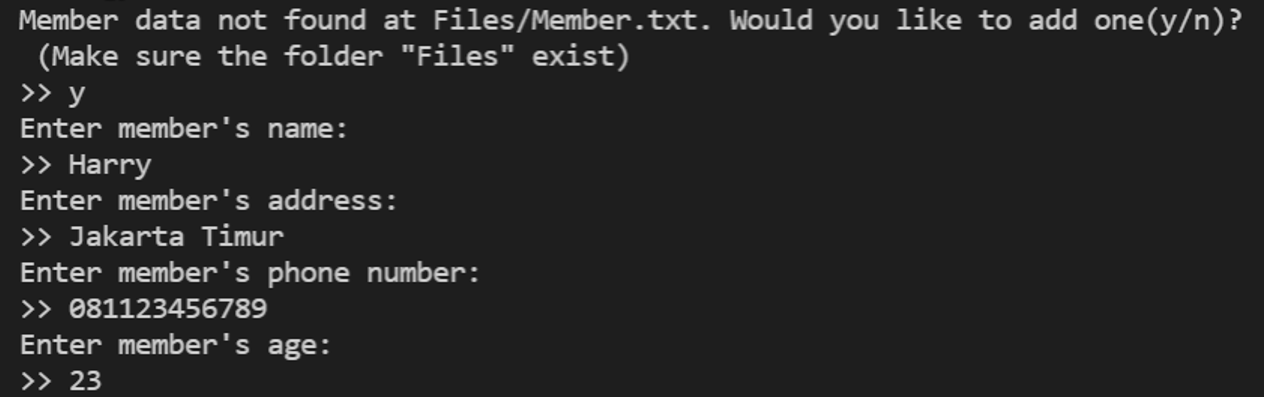 Member data not found at Files/Member.txt. Would you like to add one(y/n)?
(Make sure the folder "Files" exist)
>> y
Enter member's name:
>> Harry
Enter member's address:
>> Jakarta Timur
Enter member's phone number:
>> 081123456789
Enter member's age:
>> 23